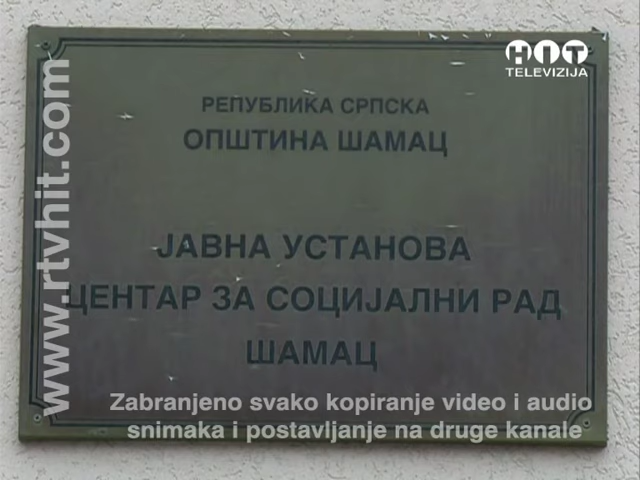 HIT
TELEVIZIJA
www.rtvhit.com
РЕПУБЛИКА СРПСКА
ОПШТИНА ШАМАЦ
ЈАВНА УСТАНОВА
ЦЕНТАР ЗА СОЦИЈАЛНИ РАД
ШАМАЦ
Zabranjeno svako kopiranje video i audio
snimaka i postavljanje na druge kanale